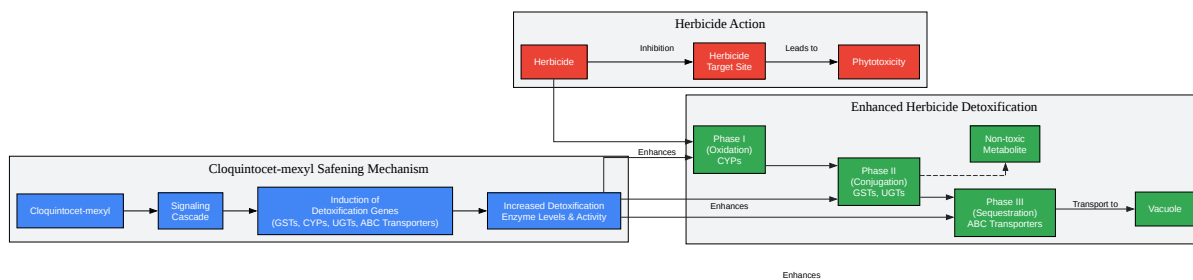 Herbicide Action
Herbicide
Inhibition
Herbicide
Target Site
Leads to
Phytotoxicity
Enhanced Herbicide Detoxification
Phase I
(Oxidation)
CYPs
Non-toxic
Metabolite
Enhances
Cloquintocet-mexyl Safening Mechanism
Phase II
(Conjugation)
GSTs, UGTs
Cloquintocet-mexyl
Signaling
Cascade
Induction of
Detoxification Genes
(GSTs, CYPs, UGTs, ABC Transporters)
Increased Detoxification
Enzyme Levels & Activity
Enhances
Phase III
(Sequestration)
ABC Transporters
Transport to
Vacuole
Enhances